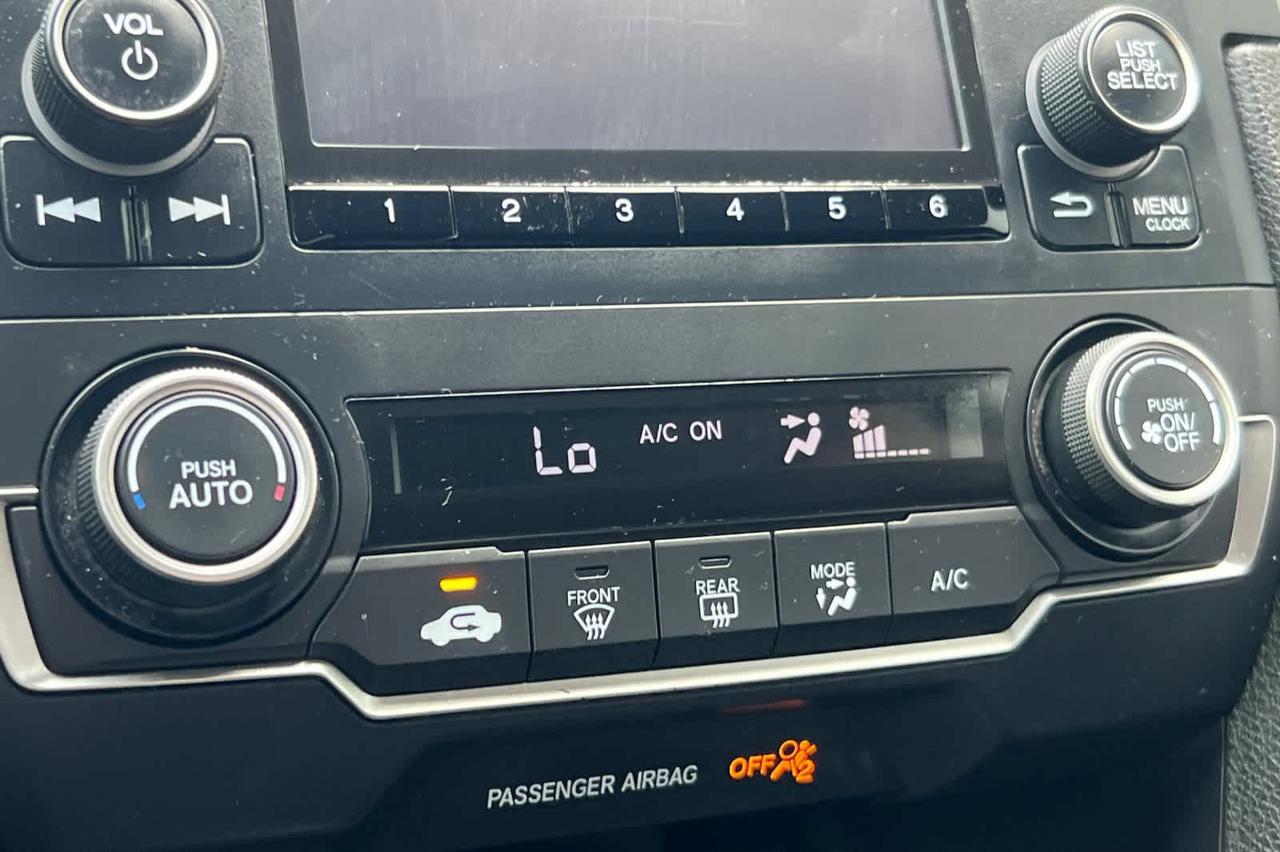 VOL
LIST
PUSH
SELECT
1 2 3 4 5 6
MENU
CLOCK
PUSH
AUTO
Lo A/C ON
PUSH
ON/
OFF
FRONT
REAR
MODE
A/C
PASSENGER AIRBAG OFF 2